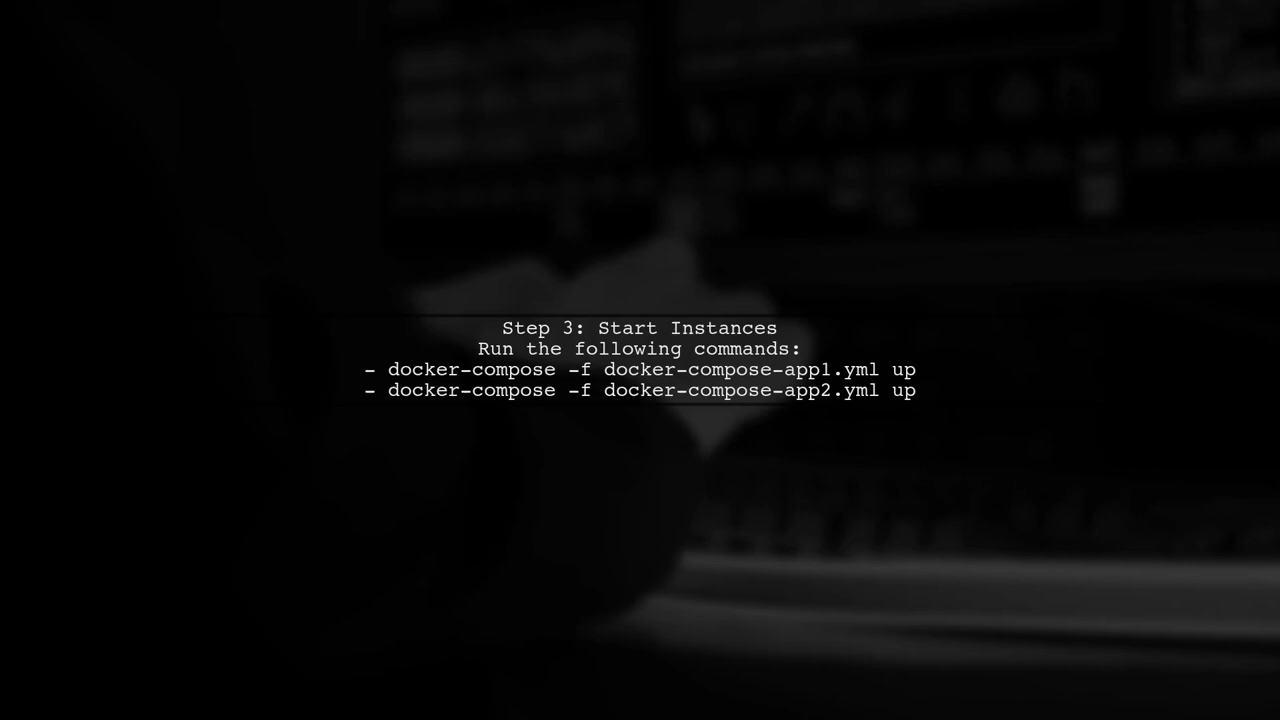 Step 3: Start Instances
Run the following commands:
- docker-compose -f docker-compose-app1.yml up
- docker-compose -f docker-compose-app2.yml up